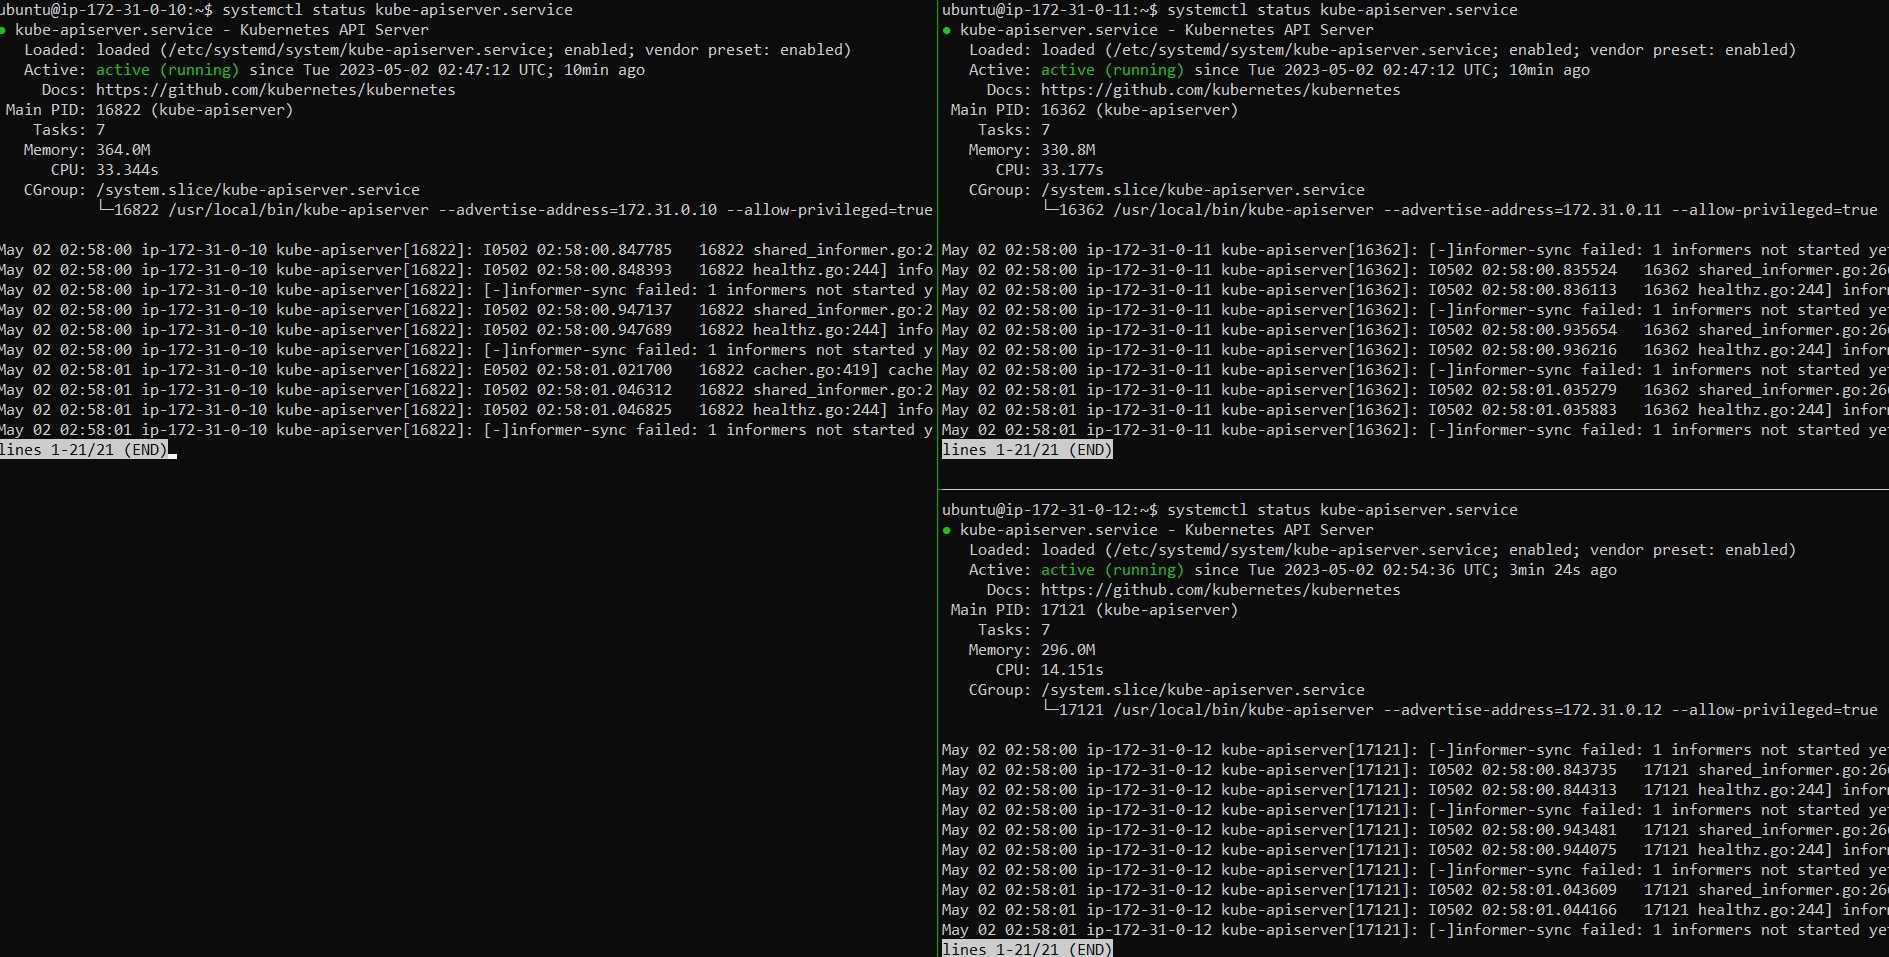 ubuntu@ip-172-31-0-10:~$ systemctl status kube-apiserver.service
● kube-apiserver.service - Kubernetes API Server
Loaded: loaded (/etc/systemd/system/kube-apiserver.service; enabled; vendor preset: enabled)
Active: active (running) since Tue 2023-05-02 02:47:12 UTC; 10min ago
Docs: https://github.com/kubernetes/kubernetes
Main PID: 16822 (kube-apiserver)
Tasks: 7
Memory: 364.0M
CPU: 33.344s
CGroup: /system.slice/kube-apiserver.service
└─16822 /usr/local/bin/kube-apiserver --advertise-address=172.31.0.10 --allow-privileged=true
May 02 02:58:00 ip-172-31-0-10 kube-apiserver[16822]: I0502 02:58:00.847785 16822 shared_informer.go:2
May 02 02:58:00 ip-172-31-0-10 kube-apiserver[16822]: I0502 02:58:00.848393 16822 healthz.go:244] info
May 02 02:58:00 ip-172-31-0-10 kube-apiserver[16822]: [-]informer-sync failed: 1 informers not started y
May 02 02:58:00 ip-172-31-0-10 kube-apiserver[16822]: I0502 02:58:00.947137 16822 shared_informer.go:2
May 02 02:58:00 ip-172-31-0-10 kube-apiserver[16822]: I0502 02:58:00.947689 16822 healthz.go:244] info
May 02 02:58:00 ip-172-31-0-10 kube-apiserver[16822]: [-]informer-sync failed: 1 informers not started y
May 02 02:58:01 ip-172-31-0-10 kube-apiserver[16822]: E0502 02:58:01.021700 16822 cacher.go:419] cache
May 02 02:58:01 ip-172-31-0-10 kube-apiserver[16822]: I0502 02:58:01.046312 16822 shared_informer.go:2
May 02 02:58:01 ip-172-31-0-10 kube-apiserver[16822]: I0502 02:58:01.046825 16822 healthz.go:244] info
May 02 02:58:01 ip-172-31-0-10 kube-apiserver[16822]: [-]informer-sync failed: 1 informers not started y
lines 1-21/21 (END)
ubuntu@ip-172-31-0-11:~$ systemctl status kube-apiserver.service
● kube-apiserver.service - Kubernetes API Server
Loaded: loaded (/etc/systemd/system/kube-apiserver.service; enabled; vendor preset: enabled)
Active: active (running) since Tue 2023-05-02 02:47:12 UTC; 10min ago
Docs: https://github.com/kubernetes/kubernetes
Main PID: 16362 (kube-apiserver)
Tasks: 7
Memory: 330.8M
CPU: 33.177s
CGroup: /system.slice/kube-apiserver.service
└─16362 /usr/local/bin/kube-apiserver --advertise-address=172.31.0.11 --allow-privileged=true
May 02 02:58:00 ip-172-31-0-11 kube-apiserver[16362]: [-]informer-sync failed: 1 informers not started yet
May 02 02:58:00 ip-172-31-0-11 kube-apiserver[16362]: I0502 02:58:00.835524 16362 shared_informer.go:26
May 02 02:58:00 ip-172-31-0-11 kube-apiserver[16362]: I0502 02:58:00.836113 16362 healthz.go:244] inform
May 02 02:58:00 ip-172-31-0-11 kube-apiserver[16362]: [-]informer-sync failed: 1 informers not started yet
May 02 02:58:00 ip-172-31-0-11 kube-apiserver[16362]: I0502 02:58:00.935654 16362 shared_informer.go:26
May 02 02:58:00 ip-172-31-0-11 kube-apiserver[16362]: I0502 02:58:00.936216 16362 healthz.go:244] inform
May 02 02:58:00 ip-172-31-0-11 kube-apiserver[16362]: [-]informer-sync failed: 1 informers not started yet
May 02 02:58:01 ip-172-31-0-11 kube-apiserver[16362]: I0502 02:58:01.035279 16362 shared_informer.go:26
May 02 02:58:01 ip-172-31-0-11 kube-apiserver[16362]: I0502 02:58:01.035883 16362 healthz.go:244] inform
May 02 02:58:01 ip-172-31-0-11 kube-apiserver[16362]: [-]informer-sync failed: 1 informers not started yet
lines 1-21/21 (END)
ubuntu@ip-172-31-0-12:~$ systemctl status kube-apiserver.service
● kube-apiserver.service - Kubernetes API Server
Loaded: loaded (/etc/systemd/system/kube-apiserver.service; enabled; vendor preset: enabled)
Active: active (running) since Tue 2023-05-02 02:54:36 UTC; 3min 24s ago
Docs: https://github.com/kubernetes/kubernetes
Main PID: 17121 (kube-apiserver)
Tasks: 7
Memory: 296.0M
CPU: 14.151s
CGroup: /system.slice/kube-apiserver.service
└─17121 /usr/local/bin/kube-apiserver --advertise-address=172.31.0.12 --allow-privileged=true
May 02 02:58:00 ip-172-31-0-12 kube-apiserver[17121]: [-]informer-sync failed: 1 informers not started yet
May 02 02:58:00 ip-172-31-0-12 kube-apiserver[17121]: I0502 02:58:00.843735 17121 shared_informer.go:26
May 02 02:58:00 ip-172-31-0-12 kube-apiserver[17121]: I0502 02:58:00.844313 17121 healthz.go:244] inform
May 02 02:58:00 ip-172-31-0-12 kube-apiserver[17121]: [-]informer-sync failed: 1 informers not started yet
May 02 02:58:00 ip-172-31-0-12 kube-apiserver[17121]: I0502 02:58:00.943481 17121 shared_informer.go:26
May 02 02:58:00 ip-172-31-0-12 kube-apiserver[17121]: I0502 02:58:00.944075 17121 healthz.go:244] inform
May 02 02:58:00 ip-172-31-0-12 kube-apiserver[17121]: [-]informer-sync failed: 1 informers not started yet
May 02 02:58:01 ip-172-31-0-12 kube-apiserver[17121]: I0502 02:58:01.043609 17121 shared_informer.go:26
May 02 02:58:01 ip-172-31-0-12 kube-apiserver[17121]: I0502 02:58:01.044166 17121 healthz.go:244] inform
May 02 02:58:01 ip-172-31-0-12 kube-apiserver[17121]: [-]informer-sync failed: 1 informers not started yet
lines 1-21/21 (END)